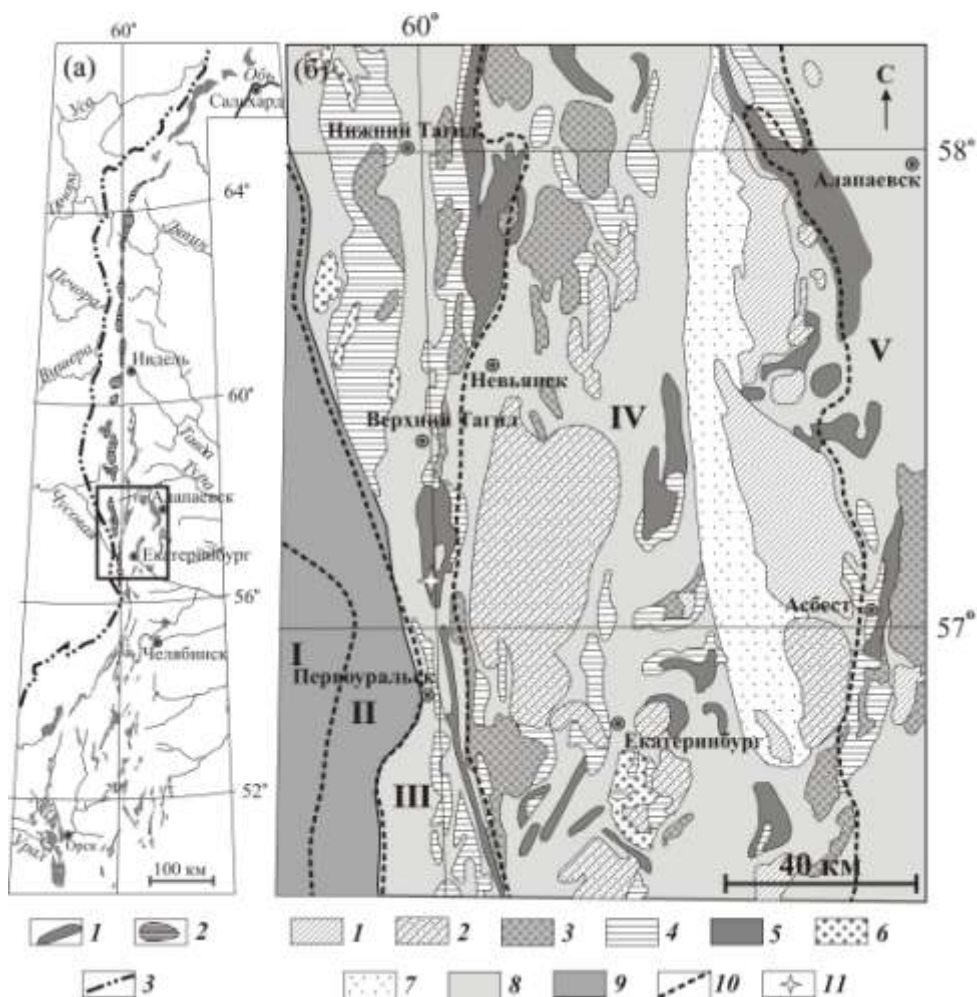 60°
(а)
Обь
Салехард
Уса
64°
Печора
Вишера
Ивдель
60°
Тавда
Тура
Чусовая
Алапаевск
Екатеринбург
56°
Челябинск
52°
Орск
Урал
100 км
1
2
3
60°
(б)
С
Нижний Тагил
58°
Алапаевск
V
Невьянск
IV
Верхний Тагил
Асбест
57°
I
Первоуральск
II
Екатеринбург
III
40 км
1
2
3
4
5
6
7
8
9
10
11